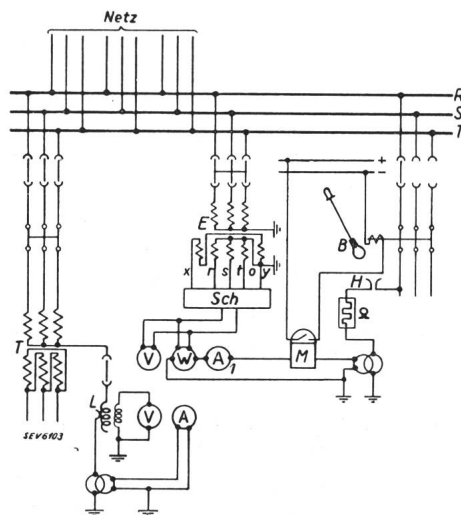 Netz
R
S
T
+
−
E
B
x r s t o y
H
Sch
Ω
T
V W A 1 M
L V A
SEV6103